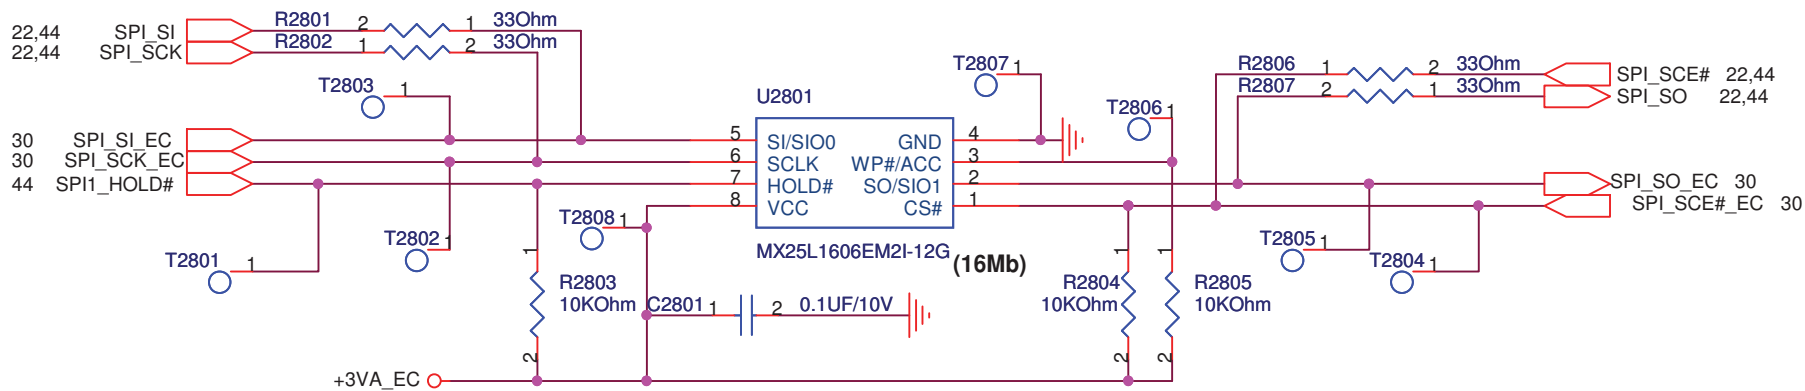 22,44 SPI_SI R2801 2 1 33Ohm
22,44 SPI_SCK R2802 1 2 33Ohm
T2803 1
T2807 1
R2806 1 2 33Ohm SPI_SCE# 22,44
R2807 2 1 33Ohm SPI_SO 22,44
U2801
T2806 1
30 SPI_SI_EC 5 SI/SIO0 GND 4
30 SPI_SCK_EC 6 SCLK WP#/ACC 3
44 SPI1_HOLD# 7 HOLD# SO/SIO1 2 SPI_SO_EC 30
8 VCC CS# 1 SPI_SCE#_EC 30
T2808 1
T2802 1
T2801 1
MX25L1606EM2I-12G (16Mb)
T2805 1
T2804 1
1 R2803 10KOhm 2
C2801 1 2 0.1UF/10V
1 R2804 10KOhm 2
1 R2805 10KOhm 2
+3VA_EC